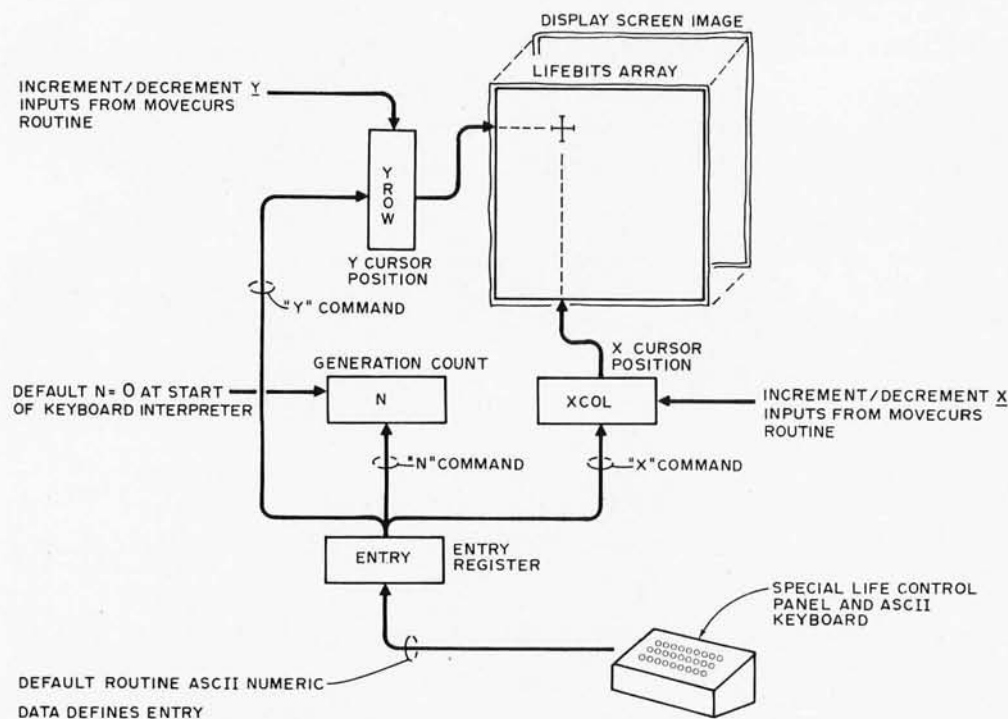 DISPLAY SCREEN IMAGE
LIFEBITS ARRAY
INCREMENT/DECREMENT Y
INPUTS FROM MOVECURS
ROUTINE
Y
R
O
W
Y CURSOR
POSITION
"Y" COMMAND
X CURSOR
POSITION
GENERATION COUNT
DEFAULT N=0 AT START
OF KEYBOARD INTERPRETER
N
XCOL
INCREMENT/DECREMENT X
INPUTS FROM MOVECURS
ROUTINE
"N" COMMAND
"X" COMMAND
ENTRY
ENTRY
REGISTER
SPECIAL LIFE CONTROL
PANEL AND ASCII
KEYBOARD
DEFAULT ROUTINE ASCII NUMERIC
DATA DEFINES ENTRY